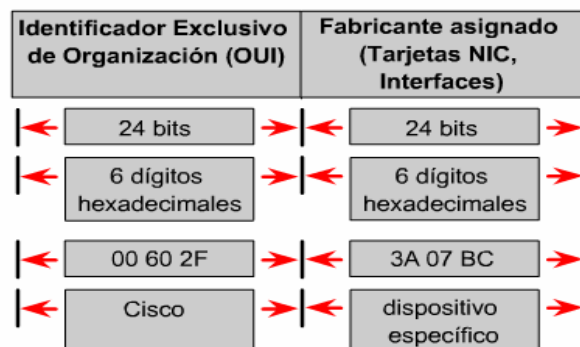 Identificador Exclusivo
de Organización (OUI)
Fabricante asignado
(Tarjetas NIC,
Interfaces)
24 bits
24 bits
6 dígitos
hexadecimales
6 dígitos
hexadecimales
00 60 2F
3A 07 BC
Cisco
dispositivo
específico